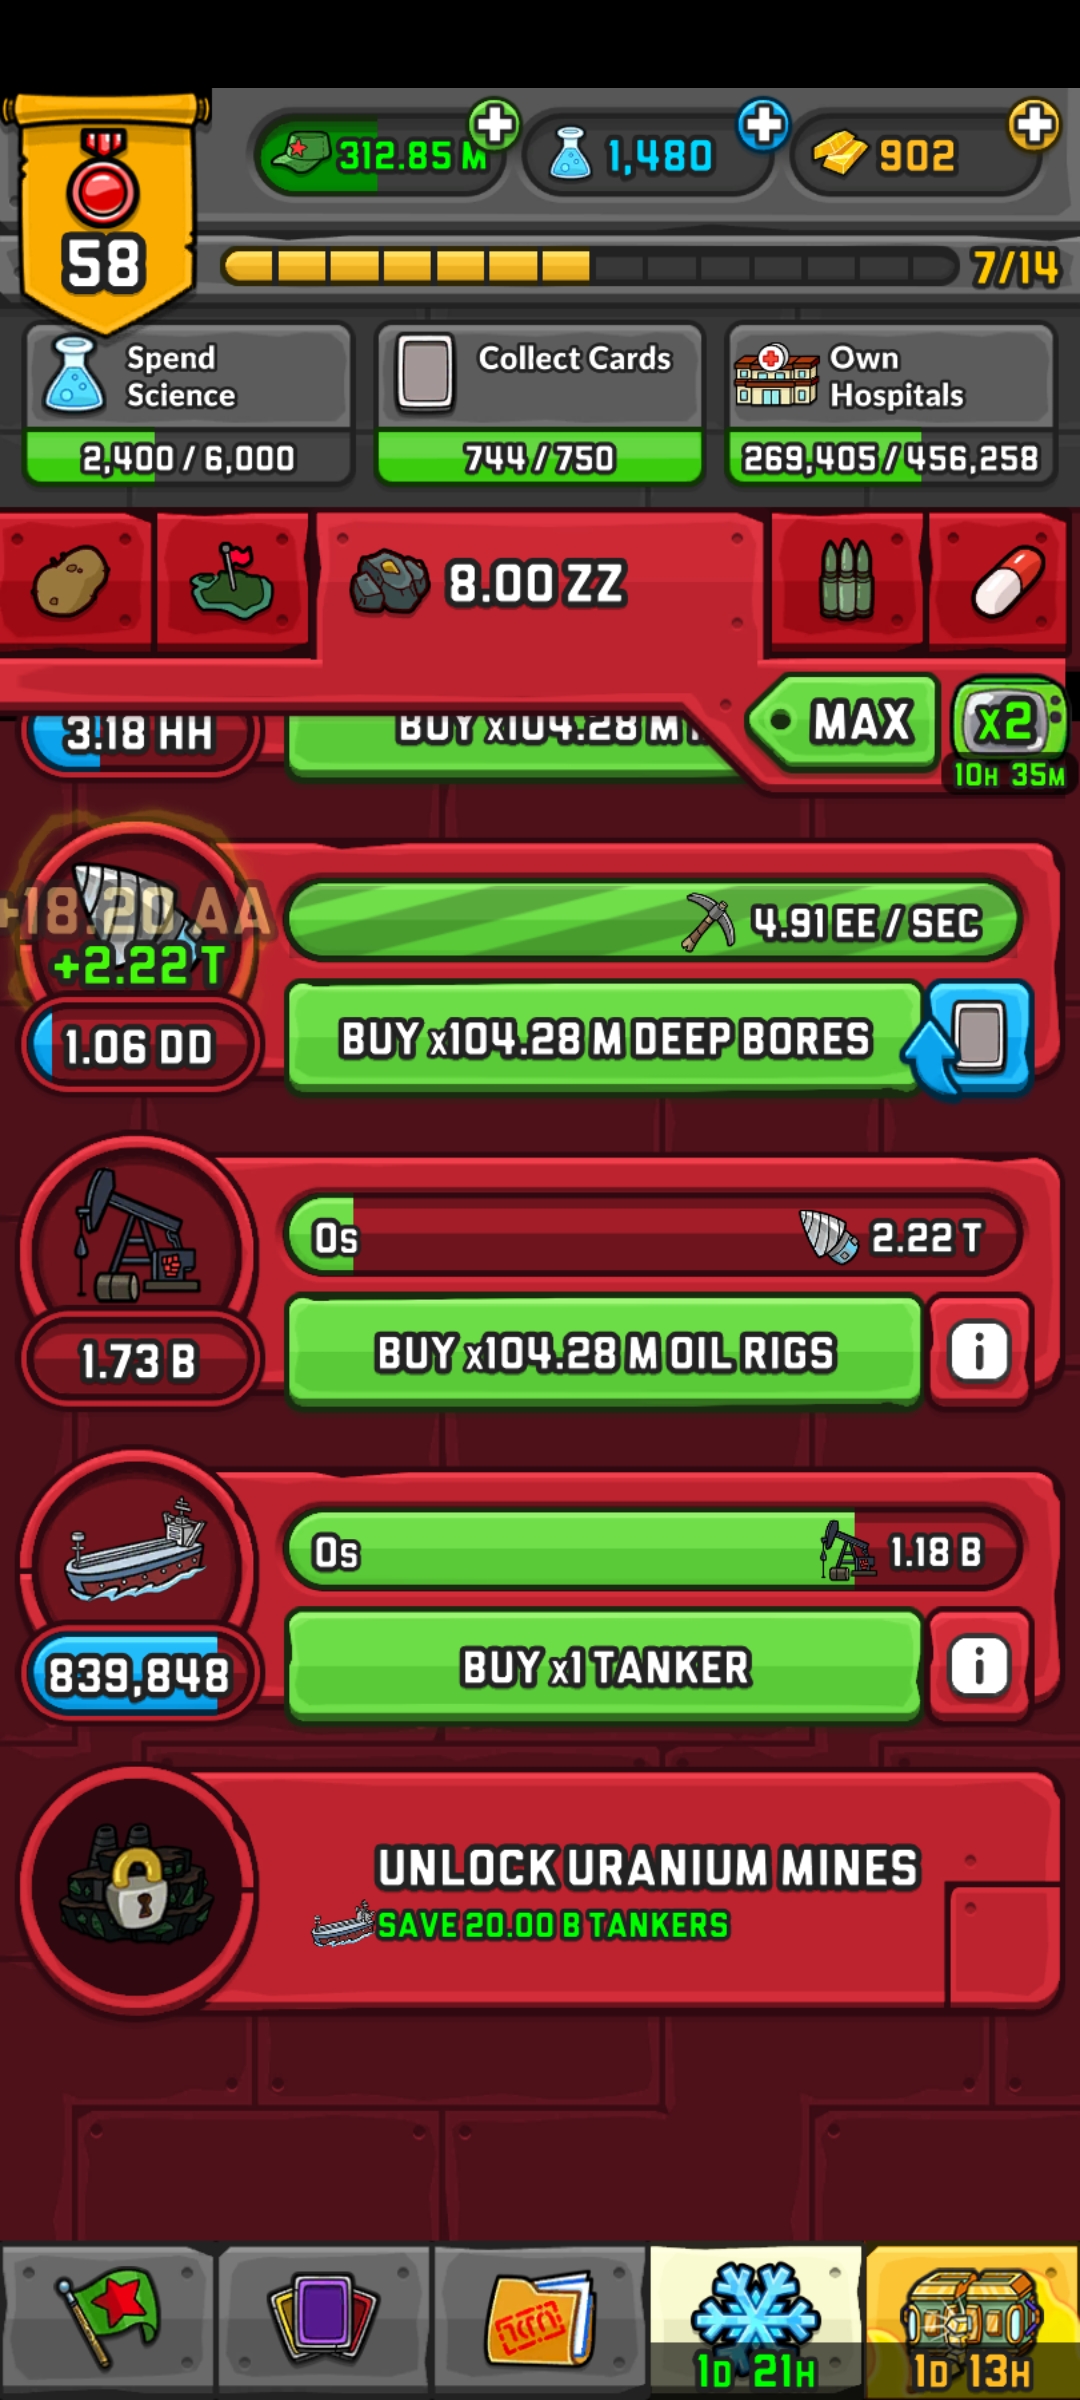 58
312.85 M
1,480
902
7/14
Spend
Science
2,400 / 6,000
Collect Cards
744 / 750
Own
Hospitals
269,405 / 456,258
8.00 ZZ
MAX
x2
10H 35M
3.18 HH
BUY x104.28 M
+18.20 AA
+2.22 T
1.06 DD
4.91 EE / SEC
BUY x104.28 M DEEP BORES
0s
2.22 T
1.73 B
BUY x104.28 M OIL RIGS
i
0s
1.18 B
839,848
BUY x1 TANKER
i
UNLOCK URANIUM MINES
SAVE 20.00 B TANKERS
1D 21H
1D 13H